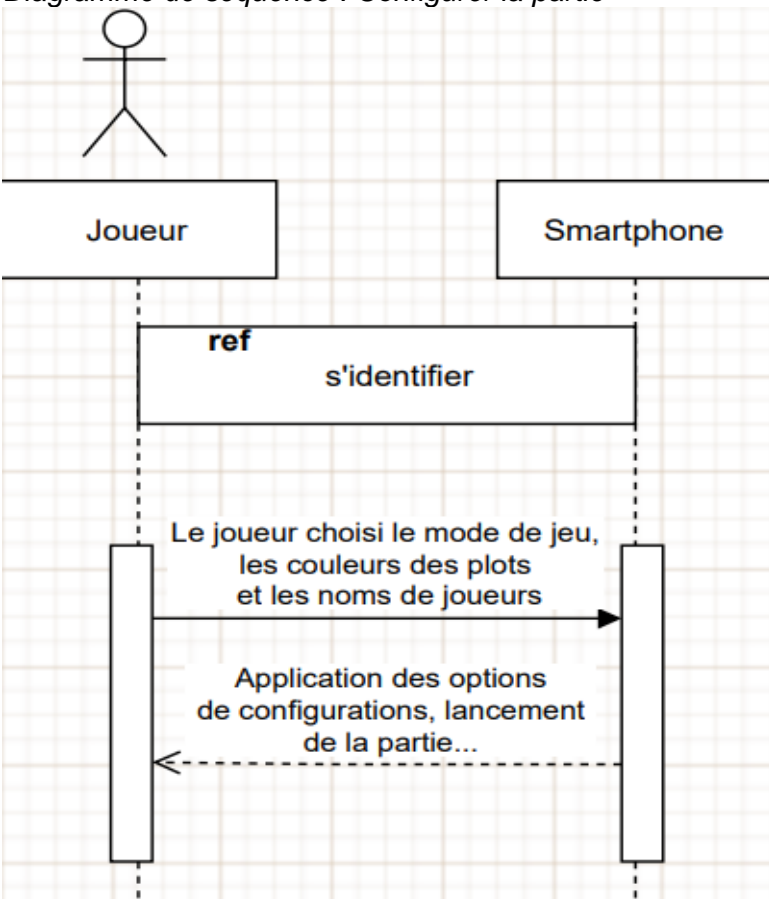 Diagramme de séquence : Configurer la partie
Joueur
Smartphone
ref
s'identifier
Le joueur choisi le mode de jeu,
les couleurs des plots
et les noms de joueurs
Application des options
de configurations, lancement
de la partie...